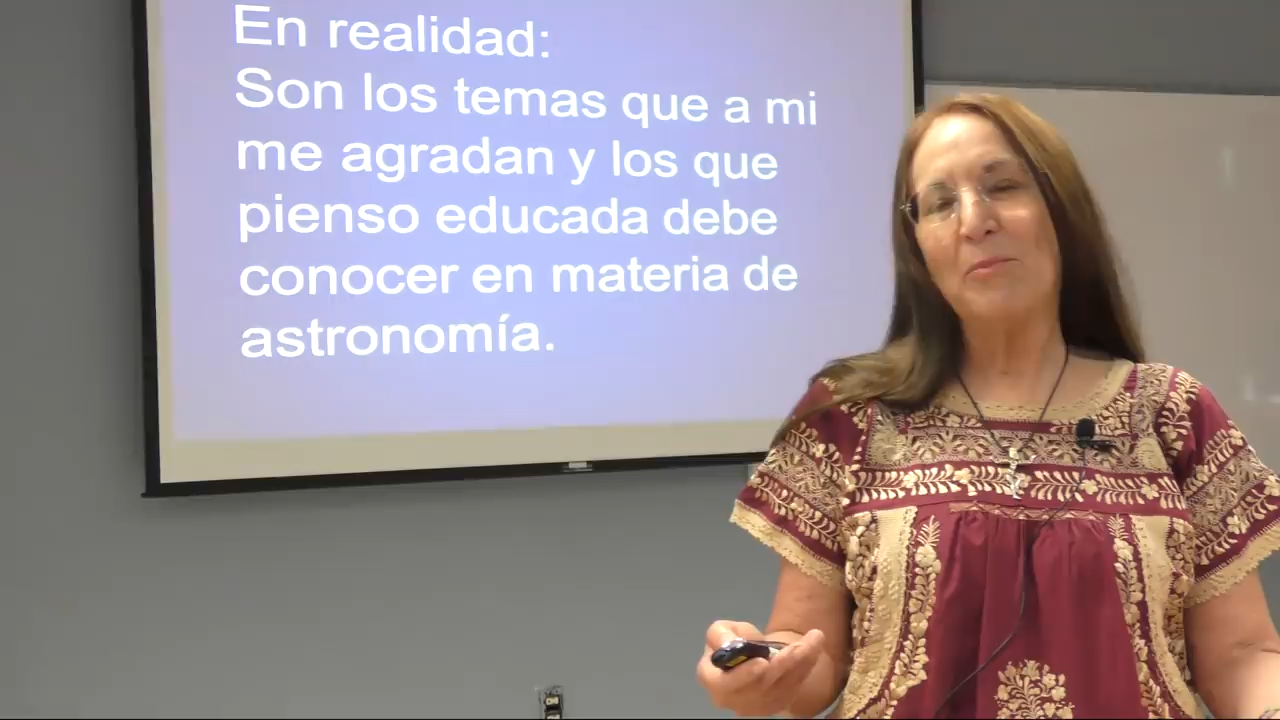 En realidad:
Son los temas que a mi
me agradan y los que
pienso educada debe
conocer en materia de
astronomía.